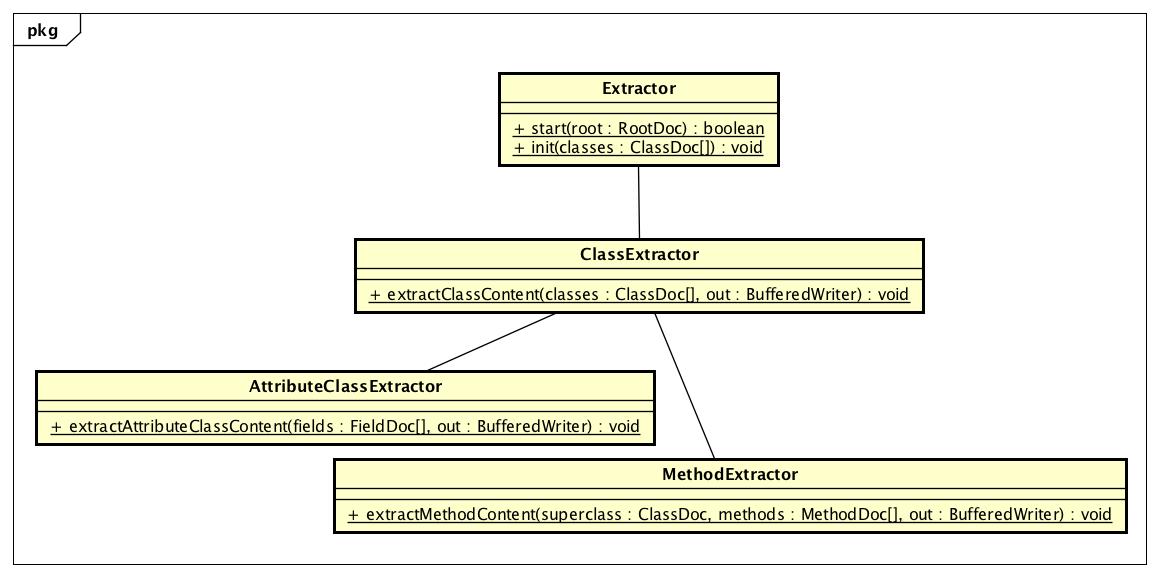 pkg
Extractor
+ start(root : RootDoc) : boolean
+ init(classes : ClassDoc[]) : void
ClassExtractor
+ extractClassContent(classes : ClassDoc[], out : BufferedWriter) : void
AttributeClassExtractor
+ extractAttributeClassContent(fields : FieldDoc[], out : BufferedWriter) : void
MethodExtractor
+ extractMethodContent(superclass : ClassDoc, methods : MethodDoc[], out : BufferedWriter) : void